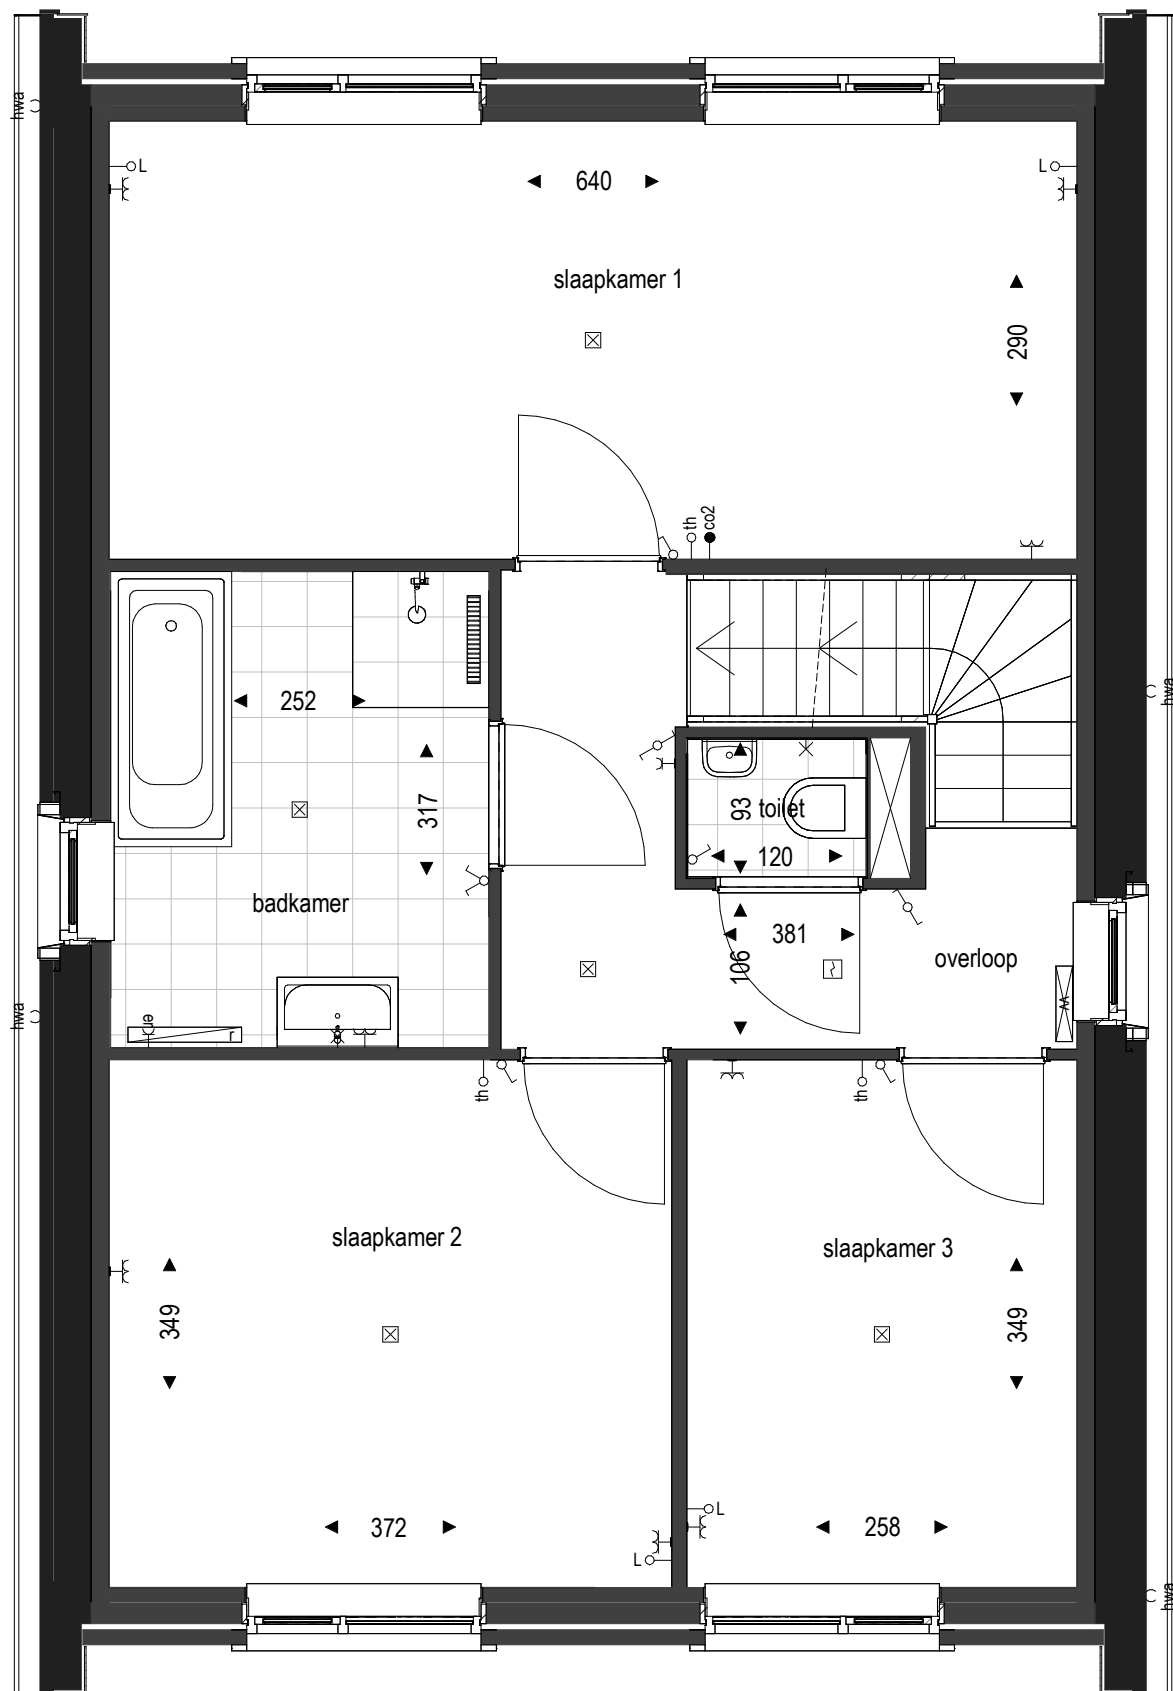 hwa
L
L
640
slaapkamer 1
290
th
co2
252
hwa
317
93 toilet
120
badkamer
381
106
overloop
hwa
th
th
slaapkamer 2
slaapkamer 3
349
349
L
372
258
L
hwa